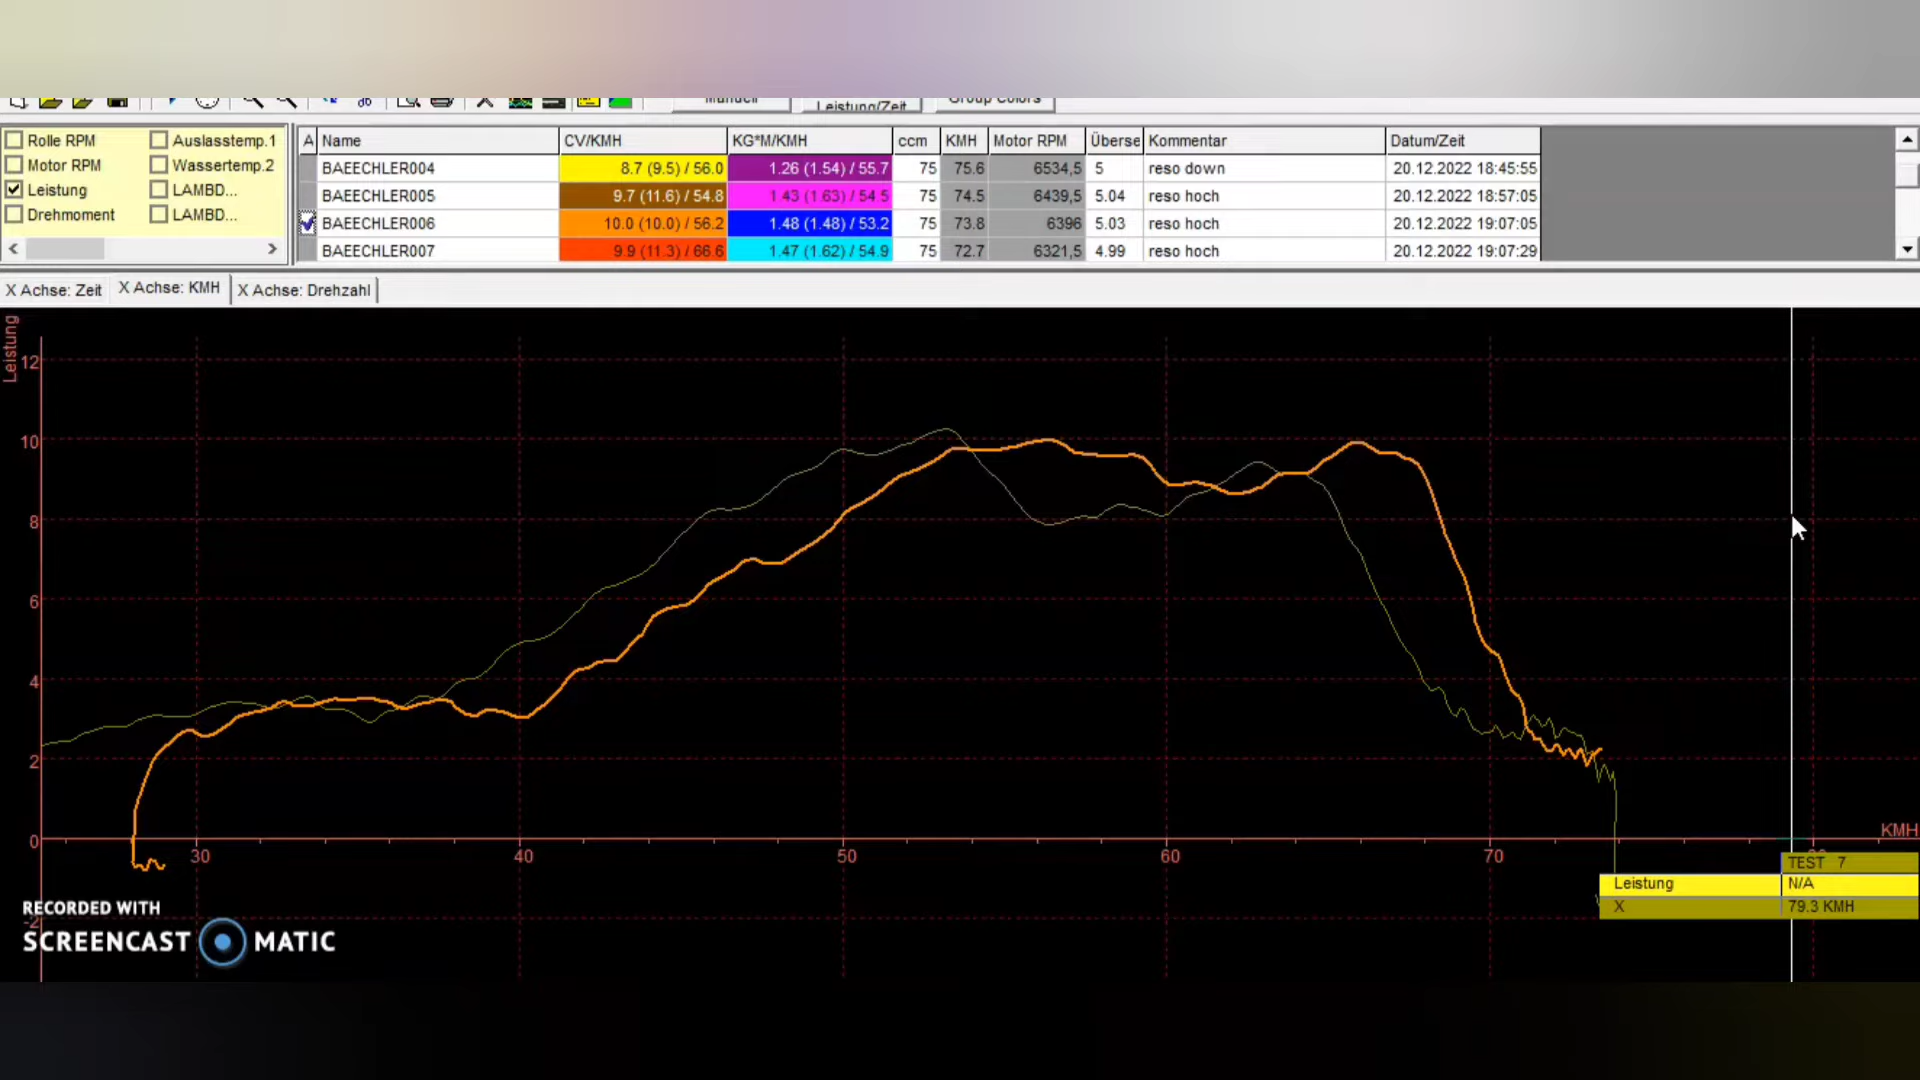 Manuell Leistung/Zeit Group Colors
Rolle RPM Auslasstemp.1
Motor RPM Wassertemp.2
Leistung LAMBD...
Drehmoment LAMBD...
A Name CV/KMH KG*M/KMH ccm KMH Motor RPM Überse Kommentar Datum/Zeit
BAEECHLER004 8.7 (9.5) / 56.0 1.26 (1.54) / 55.7 75 75.6 6534,5 5 reso down 20.12.2022 18:45:55
BAEECHLER005 9.7 (11.6) / 54.8 1.43 (1.63) / 54.5 75 74.5 6439,5 5.04 reso hoch 20.12.2022 18:57:05
BAEECHLER006 10.0 (10.0) / 56.2 1.48 (1.48) / 53.2 75 73.8 6396 5.03 reso hoch 20.12.2022 19:07:05
BAEECHLER007 9.9 (11.3) / 66.6 1.47 (1.62) / 54.9 75 72.7 6321,5 4.99 reso hoch 20.12.2022 19:07:29
X Achse: Zeit X Achse: KMH X Achse: Drehzahl
Leistung
12
10
8
6
4
2
0
-2
30 40 50 60 70
KMH
TEST 7
Leistung N/A
X 79.3 KMH
RECORDED WITH
SCREENCAST MATIC